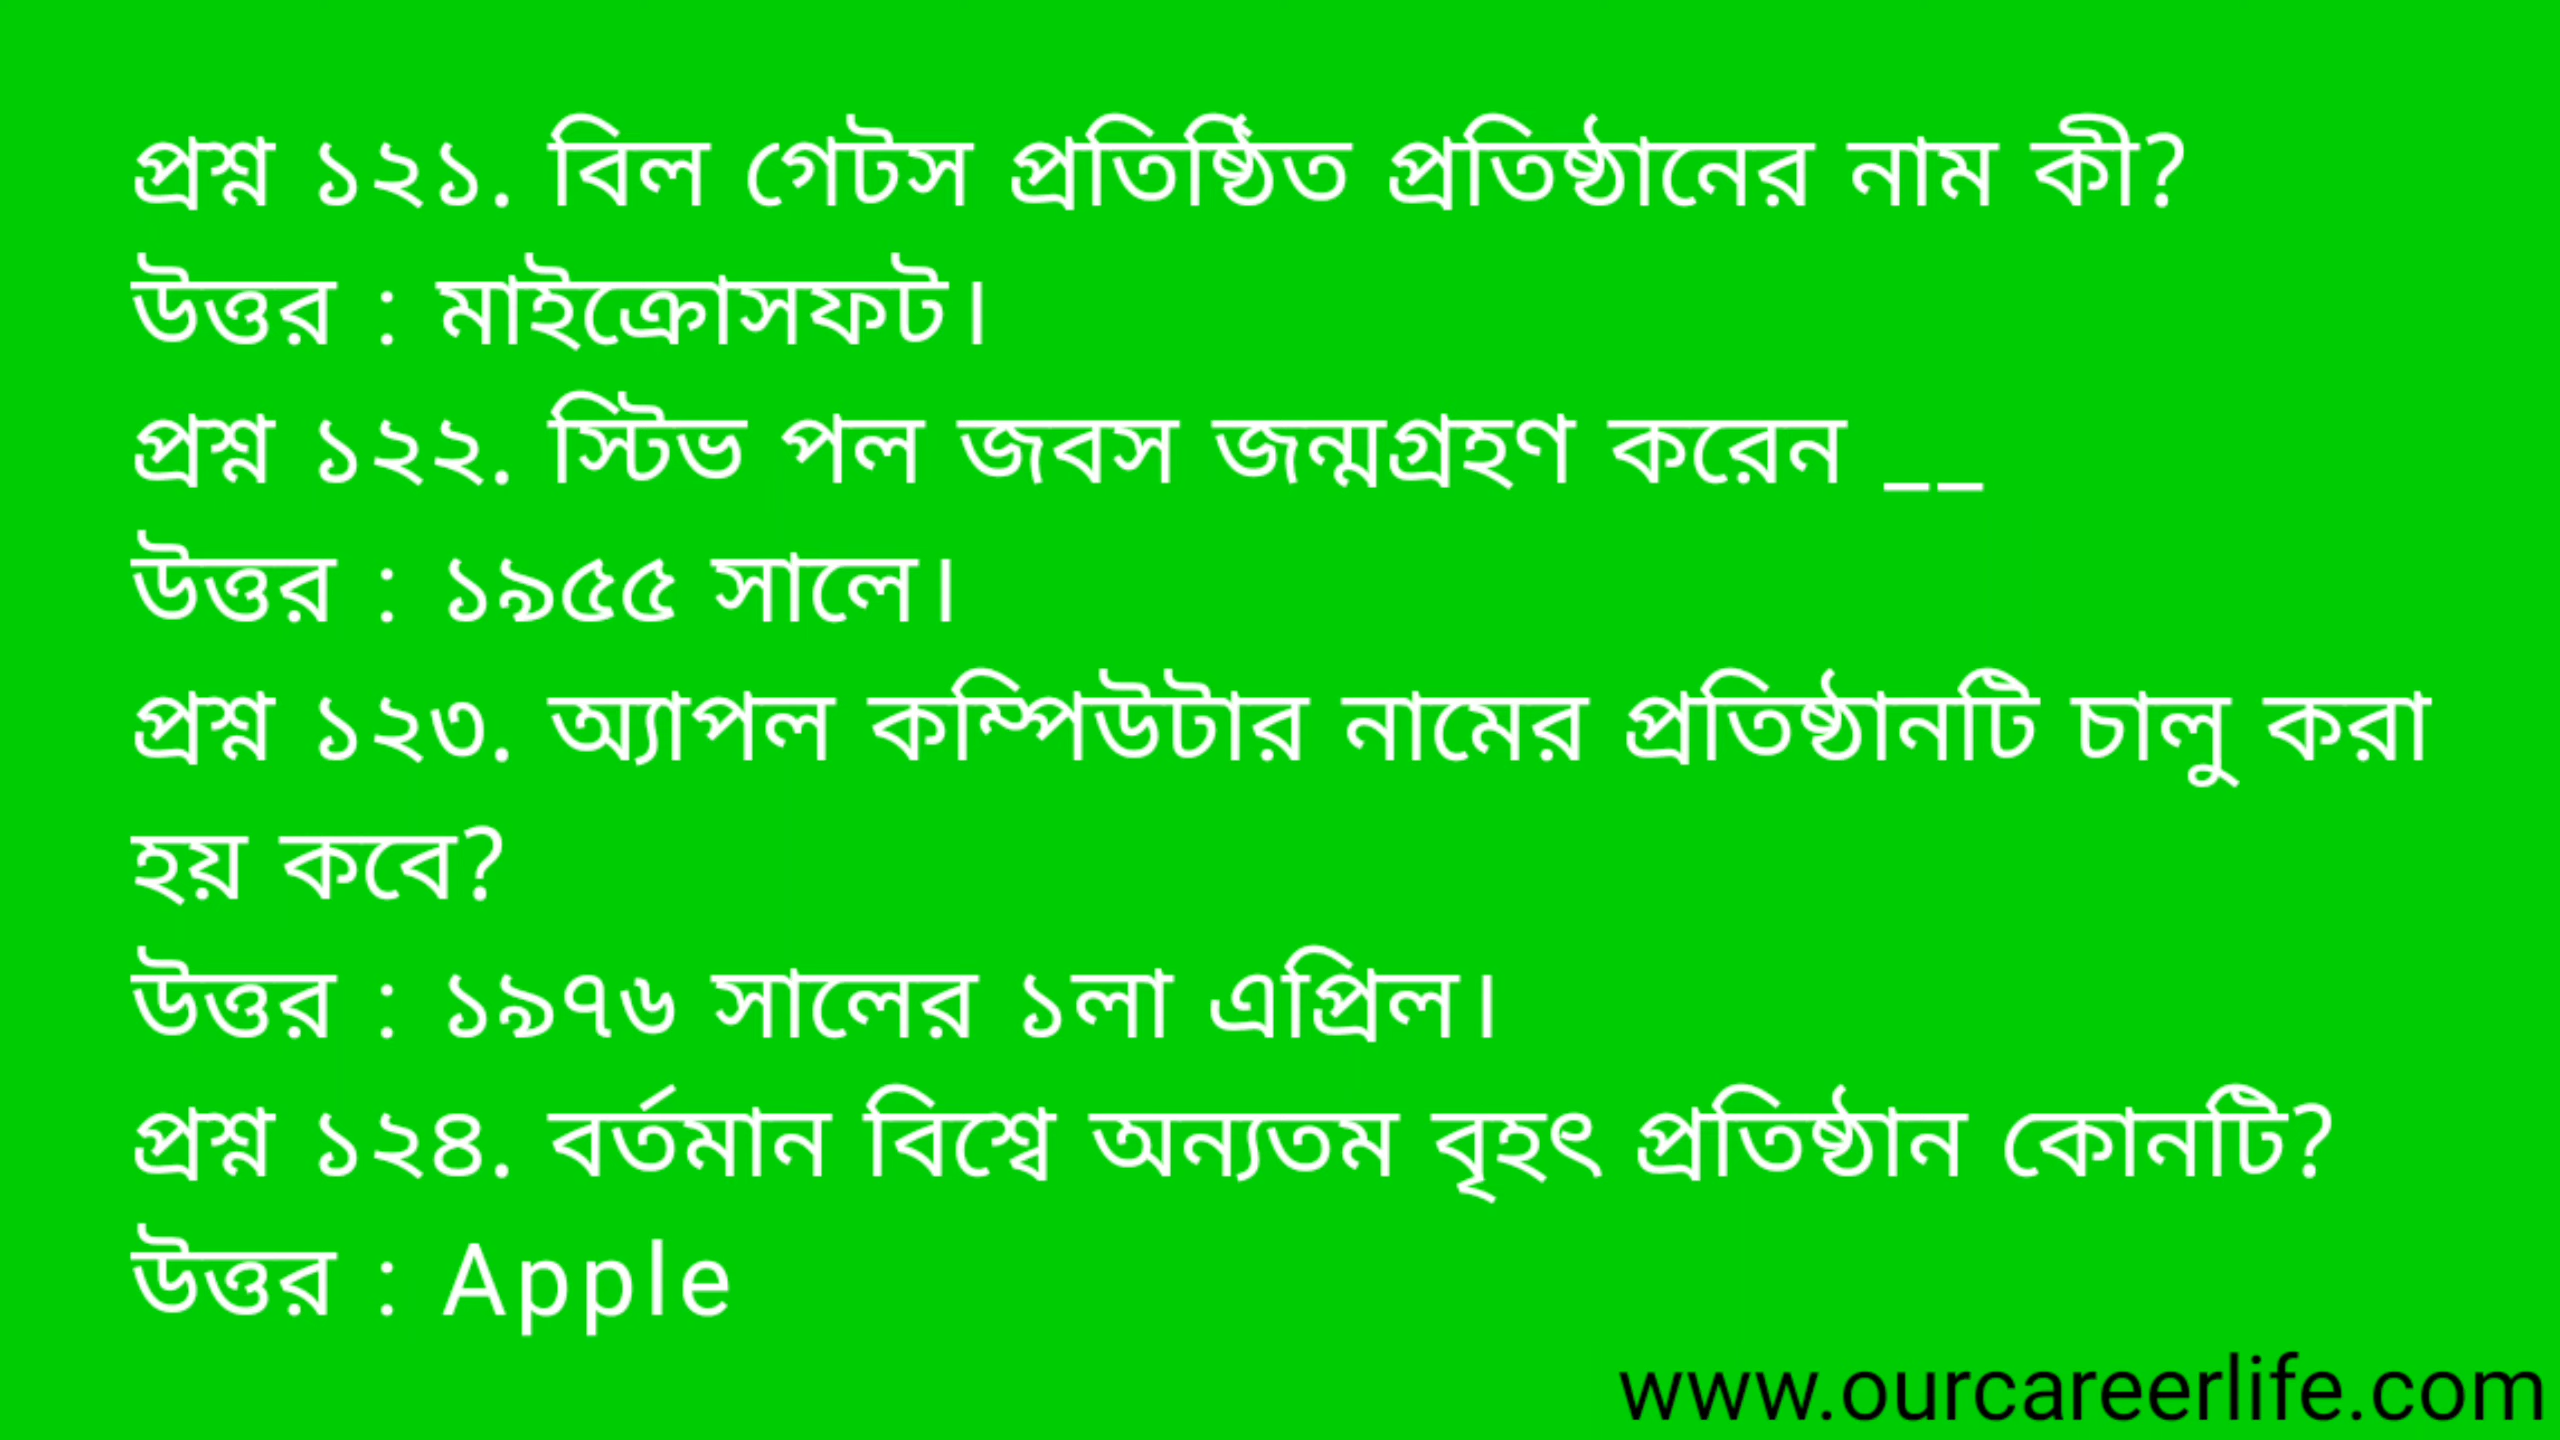 প্রশ্ন ১২১. বিল গেটস প্রতিষ্ঠিত প্রতিষ্ঠানের নাম কী?
উত্তর : মাইক্রোসফট।
প্রশ্ন ১২২. স্টিভ পল জবস জন্মগ্রহণ করেন __
উত্তর : ১৯৫৫ সালে।
প্রশ্ন ১২৩. অ্যাপল কম্পিউটার নামের প্রতিষ্ঠানটি চালু করা
হয় কবে?
উত্তর : ১৯৭৬ সালের ১লা এপ্রিল।
প্রশ্ন ১২৪. বর্তমান বিশ্বে অন্যতম বৃহৎ প্রতিষ্ঠান কোনটি?
উত্তর : Apple
www.ourcareerlife.com